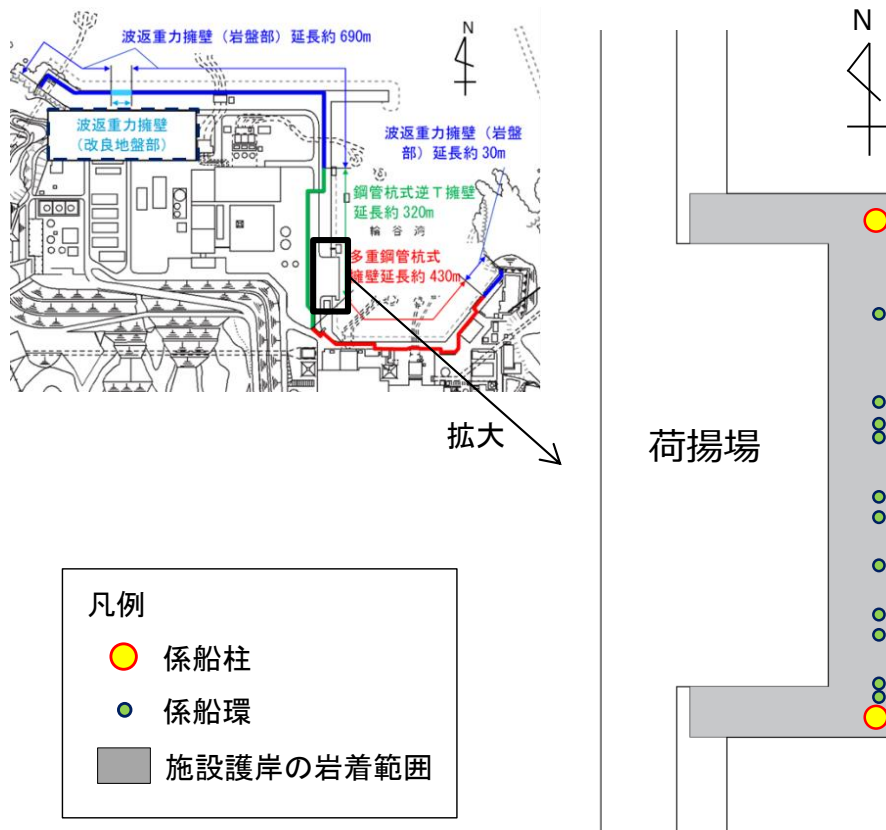 波返重力擁壁（岩盤部）延長約690m
N
波返重力擁壁
（改良地盤部）
波返重力擁壁（岩盤
部）延長約30m
鋼管杭式逆T擁壁
延長約320m
輪谷湾
多重鋼管杭式
擁壁延長約430m
拡大
N
荷揚場
凡例
係船柱
係船環
施設護岸の岩着範囲